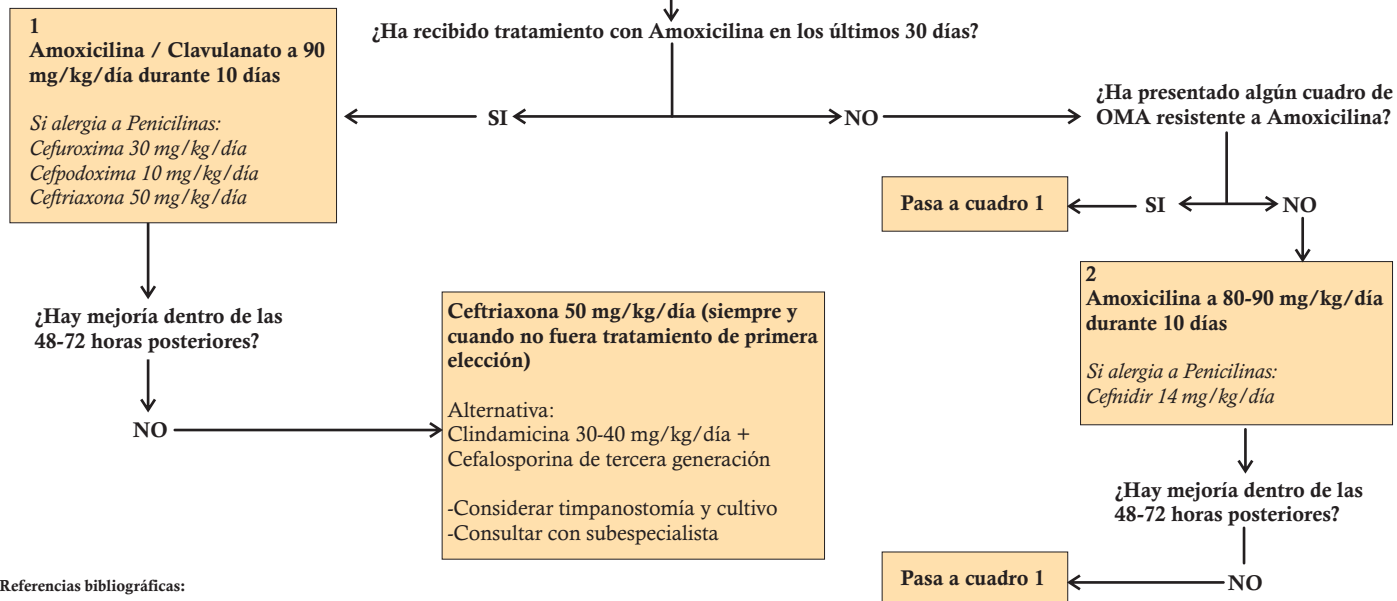 ¿Ha recibido tratamiento con Amoxicilina en los últimos 30 días?
1
Amoxicilina / Clavulanato a 90
mg/kg/día durante 10 días
Si alergia a Penicilinas:
Cefuroxima 30 mg/kg/día
Cefpodoxima 10 mg/kg/día
Ceftriaxona 50 mg/kg/día
SI
NO
¿Ha presentado algún cuadro de
OMA resistente a Amoxicilina?
Pasa a cuadro 1
SI
NO
¿Hay mejoría dentro de las
48-72 horas posteriores?
NO
Ceftriaxona 50 mg/kg/día (siempre y
cuando no fuera tratamiento de primera
elección)
Alternativa:
Clindamicina 30-40 mg/kg/día +
Cefalosporina de tercera generación
-Considerar timpanostomía y cultivo
-Consultar con subespecialista
2
Amoxicilina a 80-90 mg/kg/día
durante 10 días
Si alergia a Penicilinas:
Cefnidir 14 mg/kg/día
¿Hay mejoría dentro de las
48-72 horas posteriores?
Pasa a cuadro 1
NO
Referencias bibliográficas: